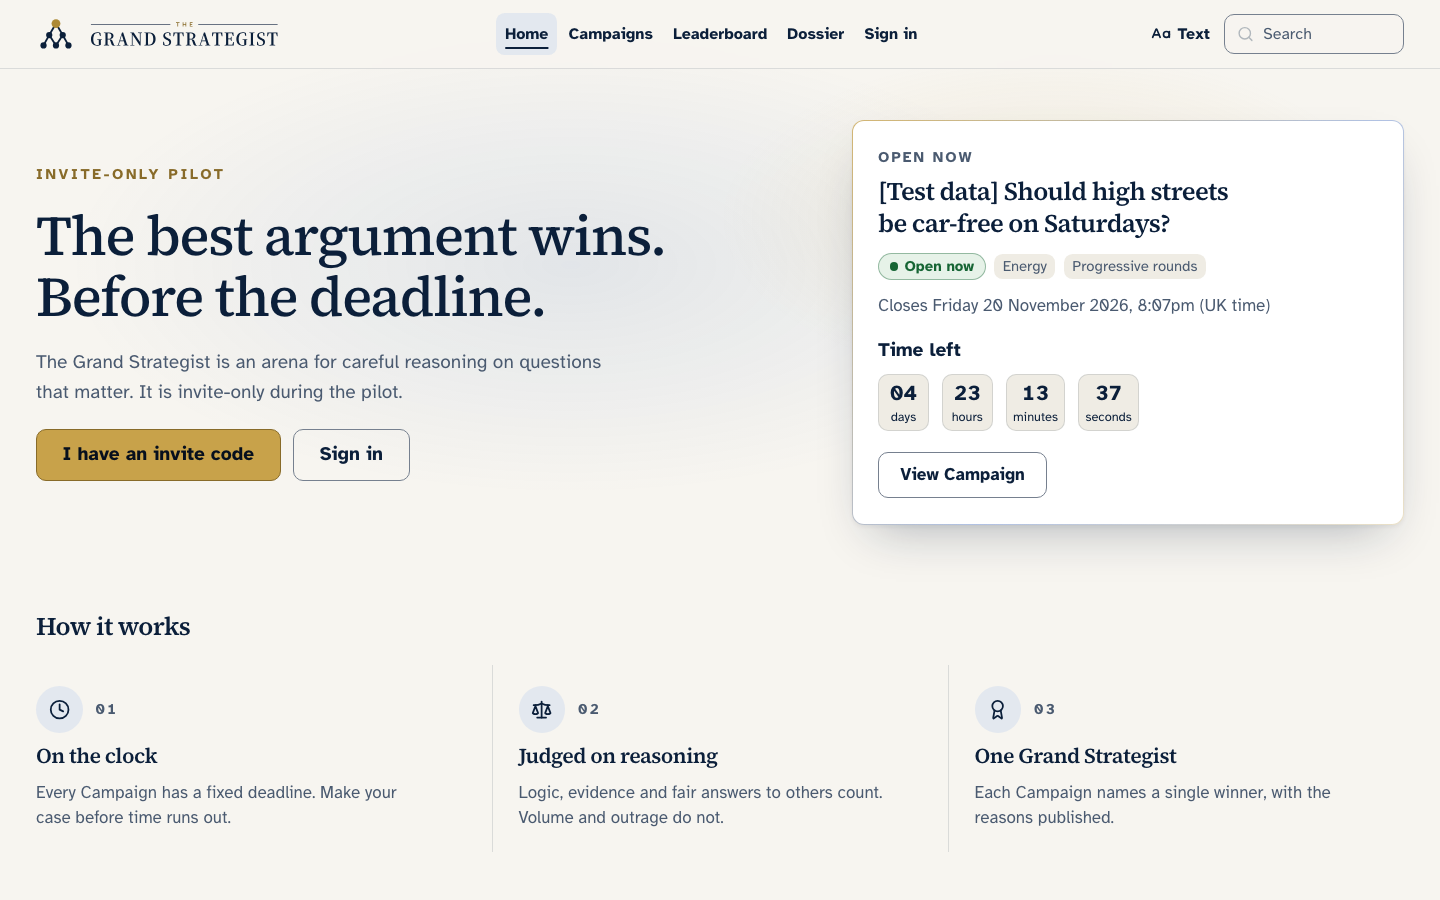 THE
GRAND STRATEGIST
Home
Campaigns
Leaderboard
Dossier
Sign in
Aa Text
Search
INVITE-ONLY PILOT
The best argument wins.
Before the deadline.
The Grand Strategist is an arena for careful reasoning on questions
that matter. It is invite-only during the pilot.
I have an invite code
Sign in
OPEN NOW
[Test data] Should high streets
be car-free on Saturdays?
Open now
Energy
Progressive rounds
Closes Friday 20 November 2026, 8:07pm (UK time)
Time left
04 days
23 hours
13 minutes
37 seconds
View Campaign
How it works
01
On the clock
Every Campaign has a fixed deadline. Make your
case before time runs out.
02
Judged on reasoning
Logic, evidence and fair answers to others count.
Volume and outrage do not.
03
One Grand Strategist
Each Campaign names a single winner, with the
reasons published.